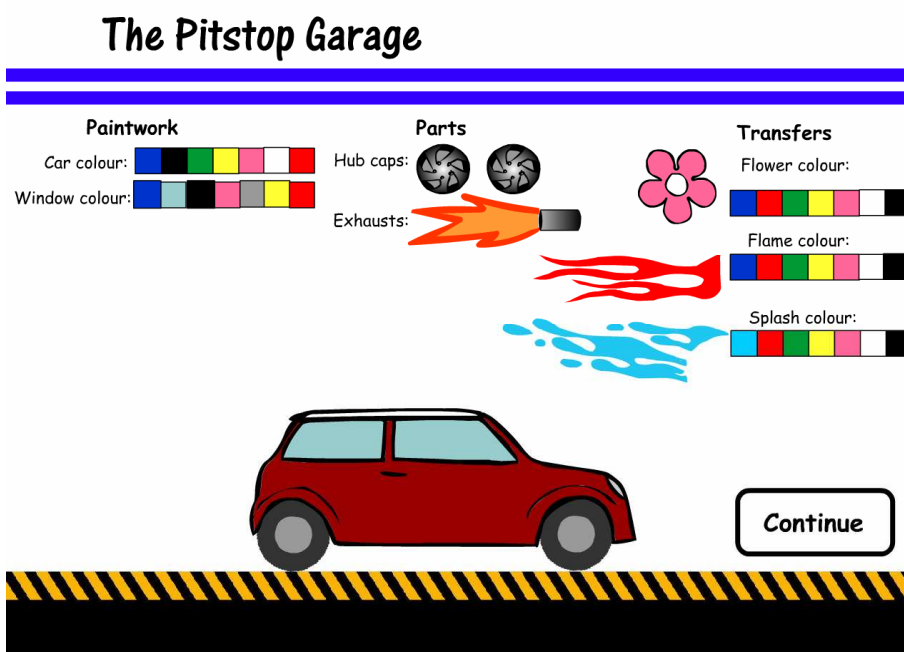 The Pitstop Garage
Paintwork
Car colour:
Window colour:
Parts
Hub caps:
Exhausts:
Transfers
Flower colour:
Flame colour:
Splash colour:
Continue